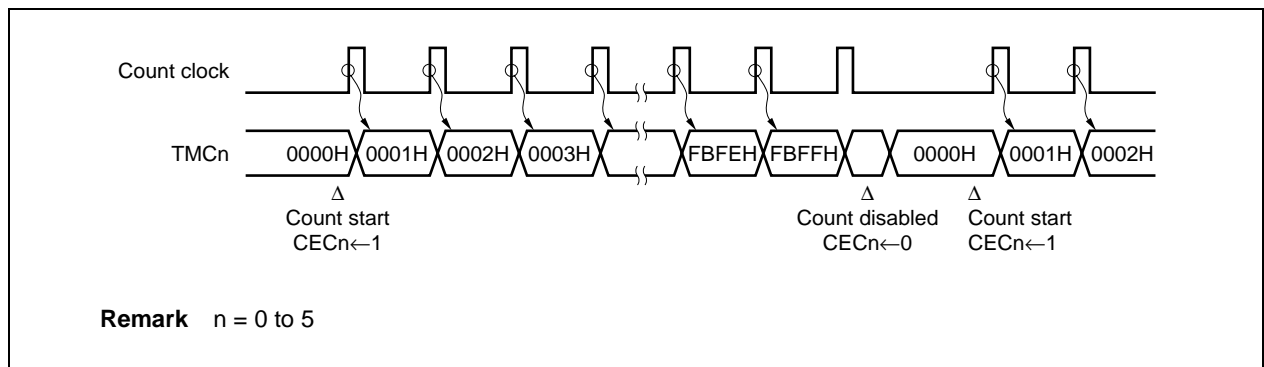 Count clock
TMCn 0000H 0001H 0002H 0003H FBFEH FBFFH 0000H 0001H 0002H
Δ Δ Δ
Count start Count disabled Count start
CECn←1 CECn←0 CECn←1
Remark n = 0 to 5